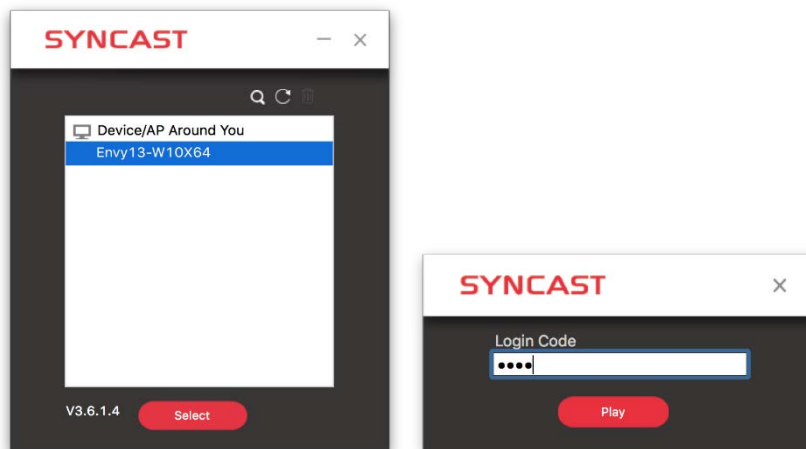 SYNCAST
Device/AP Around You
Envy13-W10X64
V3.6.1.4
Select
SYNCAST
Login Code
••••
Play